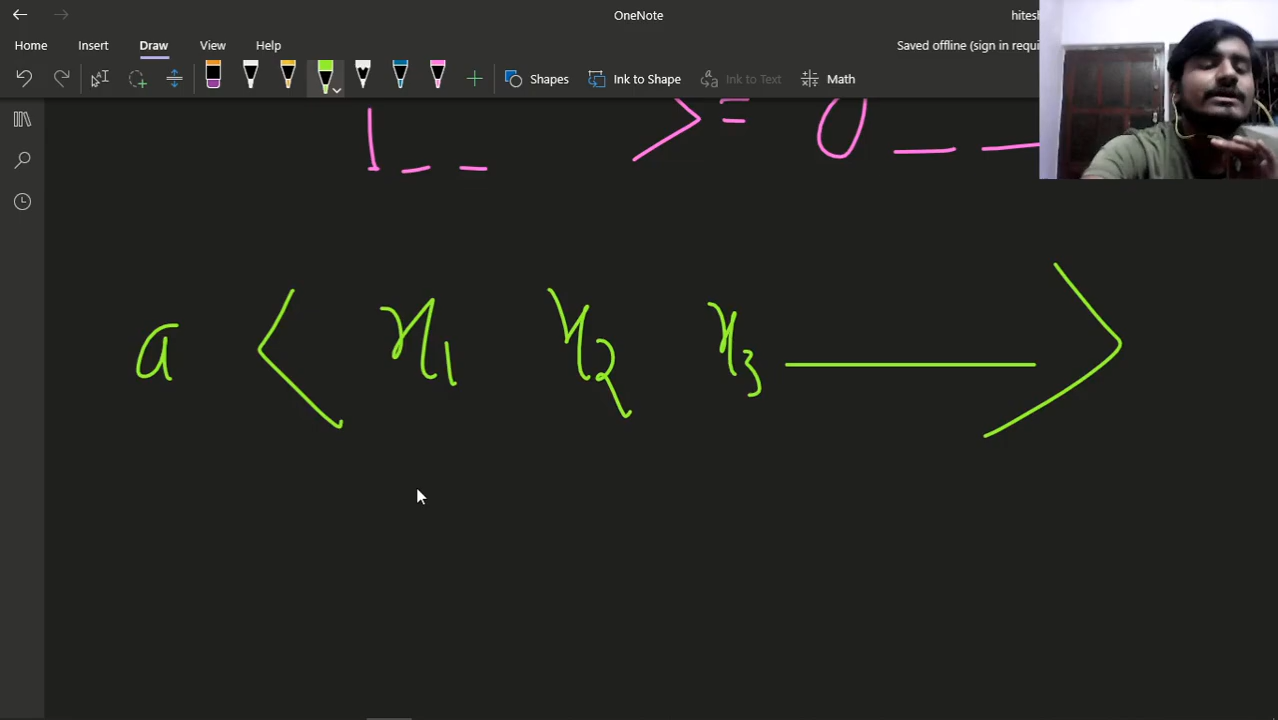 OneNote
hitesh
Home Insert Draw View Help
Saved offline (sign in requi
Shapes Ink to Shape Ink to Text Math
1 _ _ > = 0 _ _
a < x1 x2 x3 ____ >